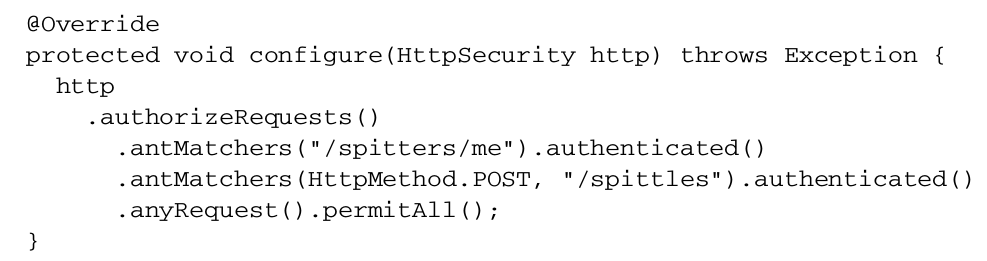 @Override
protected void configure(HttpSecurity http) throws Exception {
  http
    .authorizeRequests()
      .antMatchers("/spitters/me").authenticated()
      .antMatchers(HttpMethod.POST, "/spittles").authenticated()
      .anyRequest().permitAll();
}